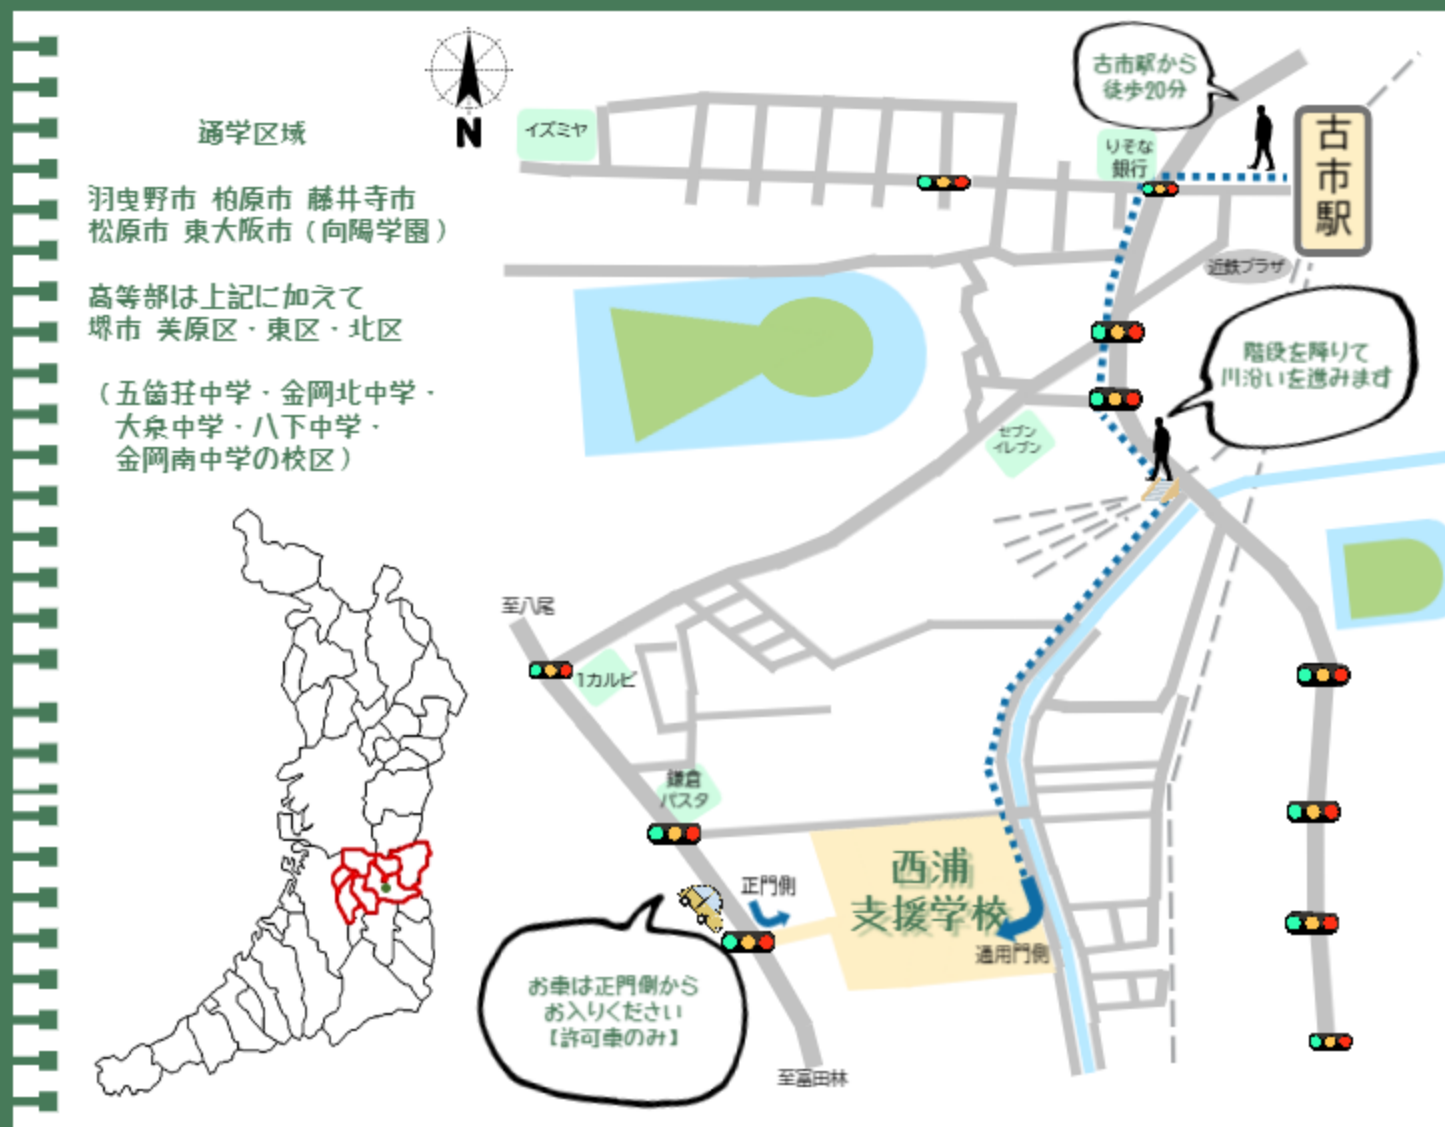 通学区域
羽曳野市 柏原市 藤井寺市
松原市 東大阪市（向陽学園）
高等部は上記に加えて
堺市 美原区・東区・北区
（五箇荘中学・金岡北中学・
大泉中学・八下中学・
金岡南中学の校区）
N
イズミヤ
古市駅から
徒歩20分
りそな
銀行
古市駅
近鉄プラザ
階段を降りて
川沿いを進みます
セブン
イレブン
至八尾
1カルビ
鎌倉
パスタ
正門側
西浦
支援学校
通用門側
お車は正門側から
お入りください
【許可車のみ】
至富田林